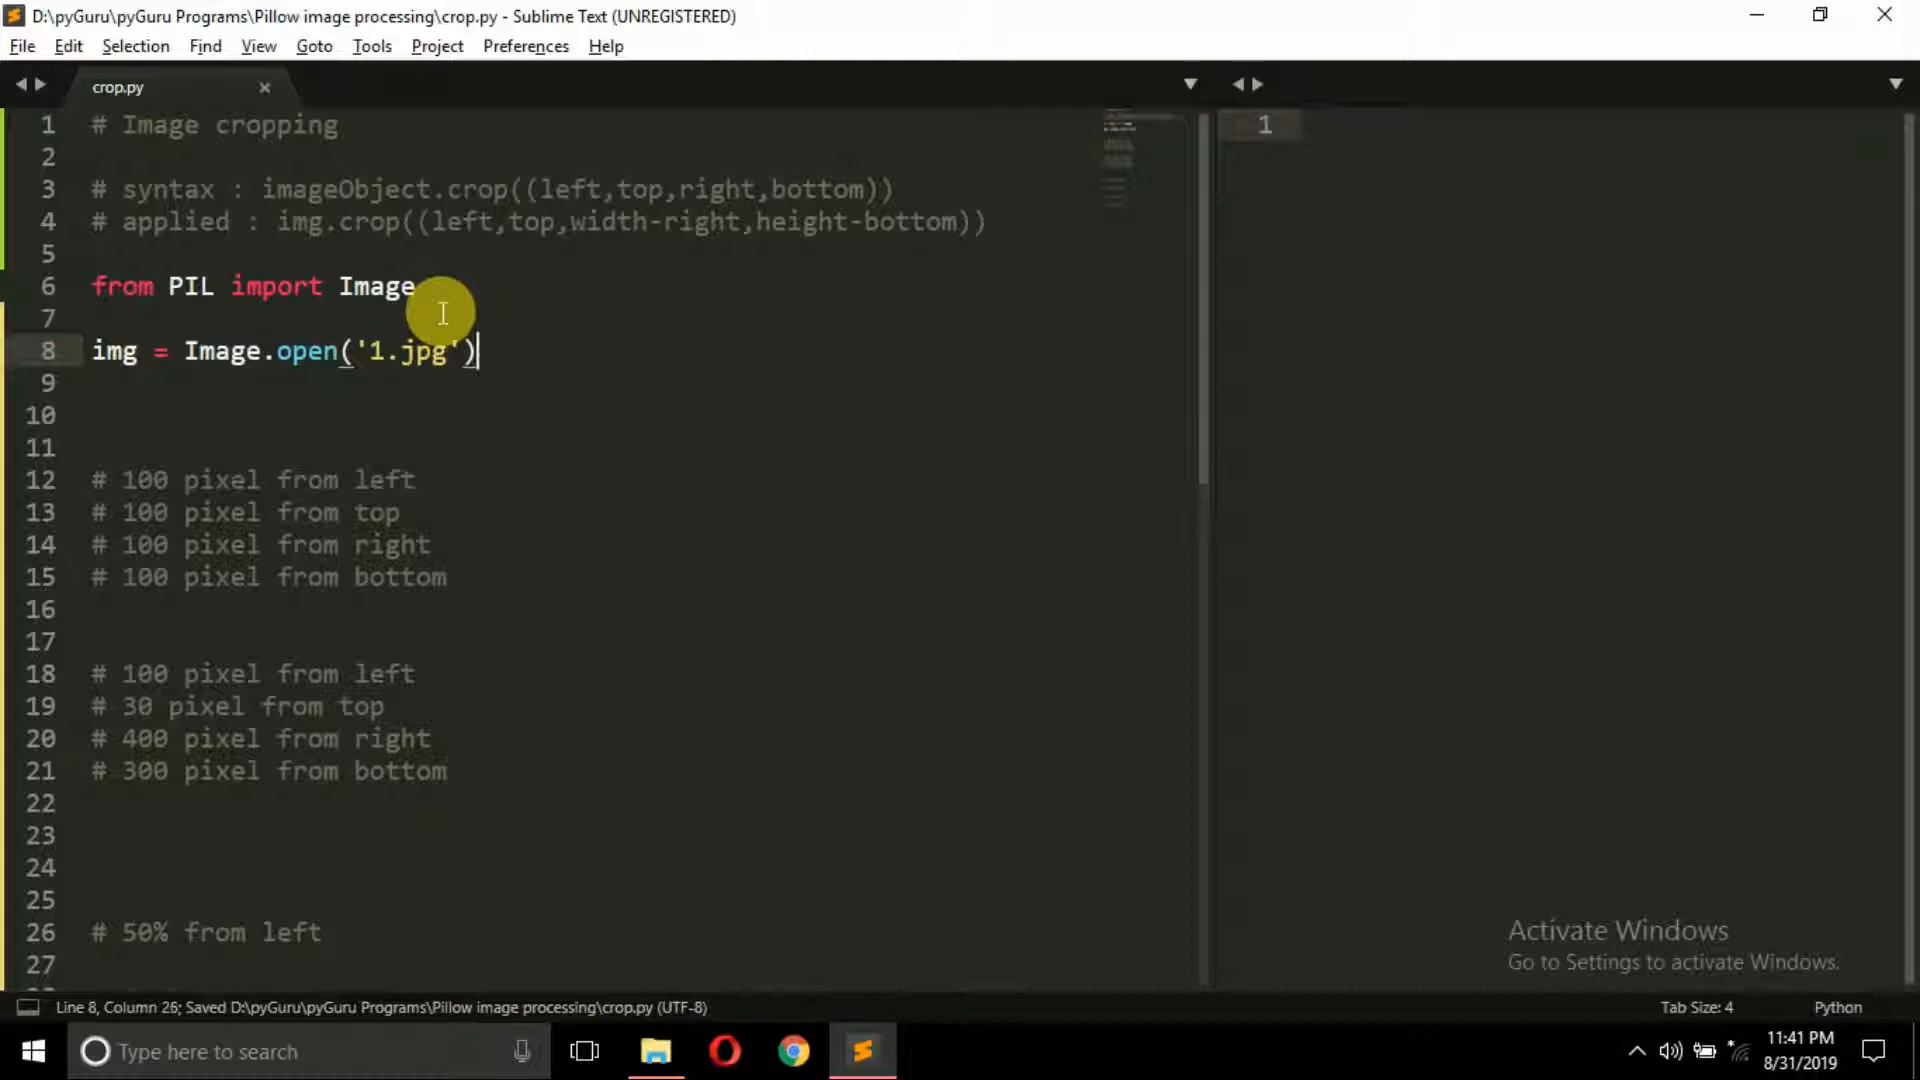 D:\pyGuru\pyGuru Programs\Pillow image processing\crop.py - Sublime Text (UNREGISTERED)
File Edit Selection Find View Goto Tools Project Preferences Help
crop.py
1 # Image cropping
1
2
3 # syntax : imageObject.crop((left,top,right,bottom))
4 # applied : img.crop((left,top,width-right,height-bottom))
5
6 from PIL import Image
7
8 img = Image.open('1.jpg')
9
10
11
12 # 100 pixel from left
13 # 100 pixel from top
14 # 100 pixel from right
15 # 100 pixel from bottom
16
17
18 # 100 pixel from left
19 # 30 pixel from top
20 # 400 pixel from right
21 # 300 pixel from bottom
22
23
24
25
26 # 50% from left
27
Activate Windows
Go to Settings to activate Windows.
Line 8, Column 26; Saved D:\pyGuru\pyGuru Programs\Pillow image processing\crop.py (UTF-8)
Tab Size: 4
Python
Type here to search
11:41 PM
8/31/2019